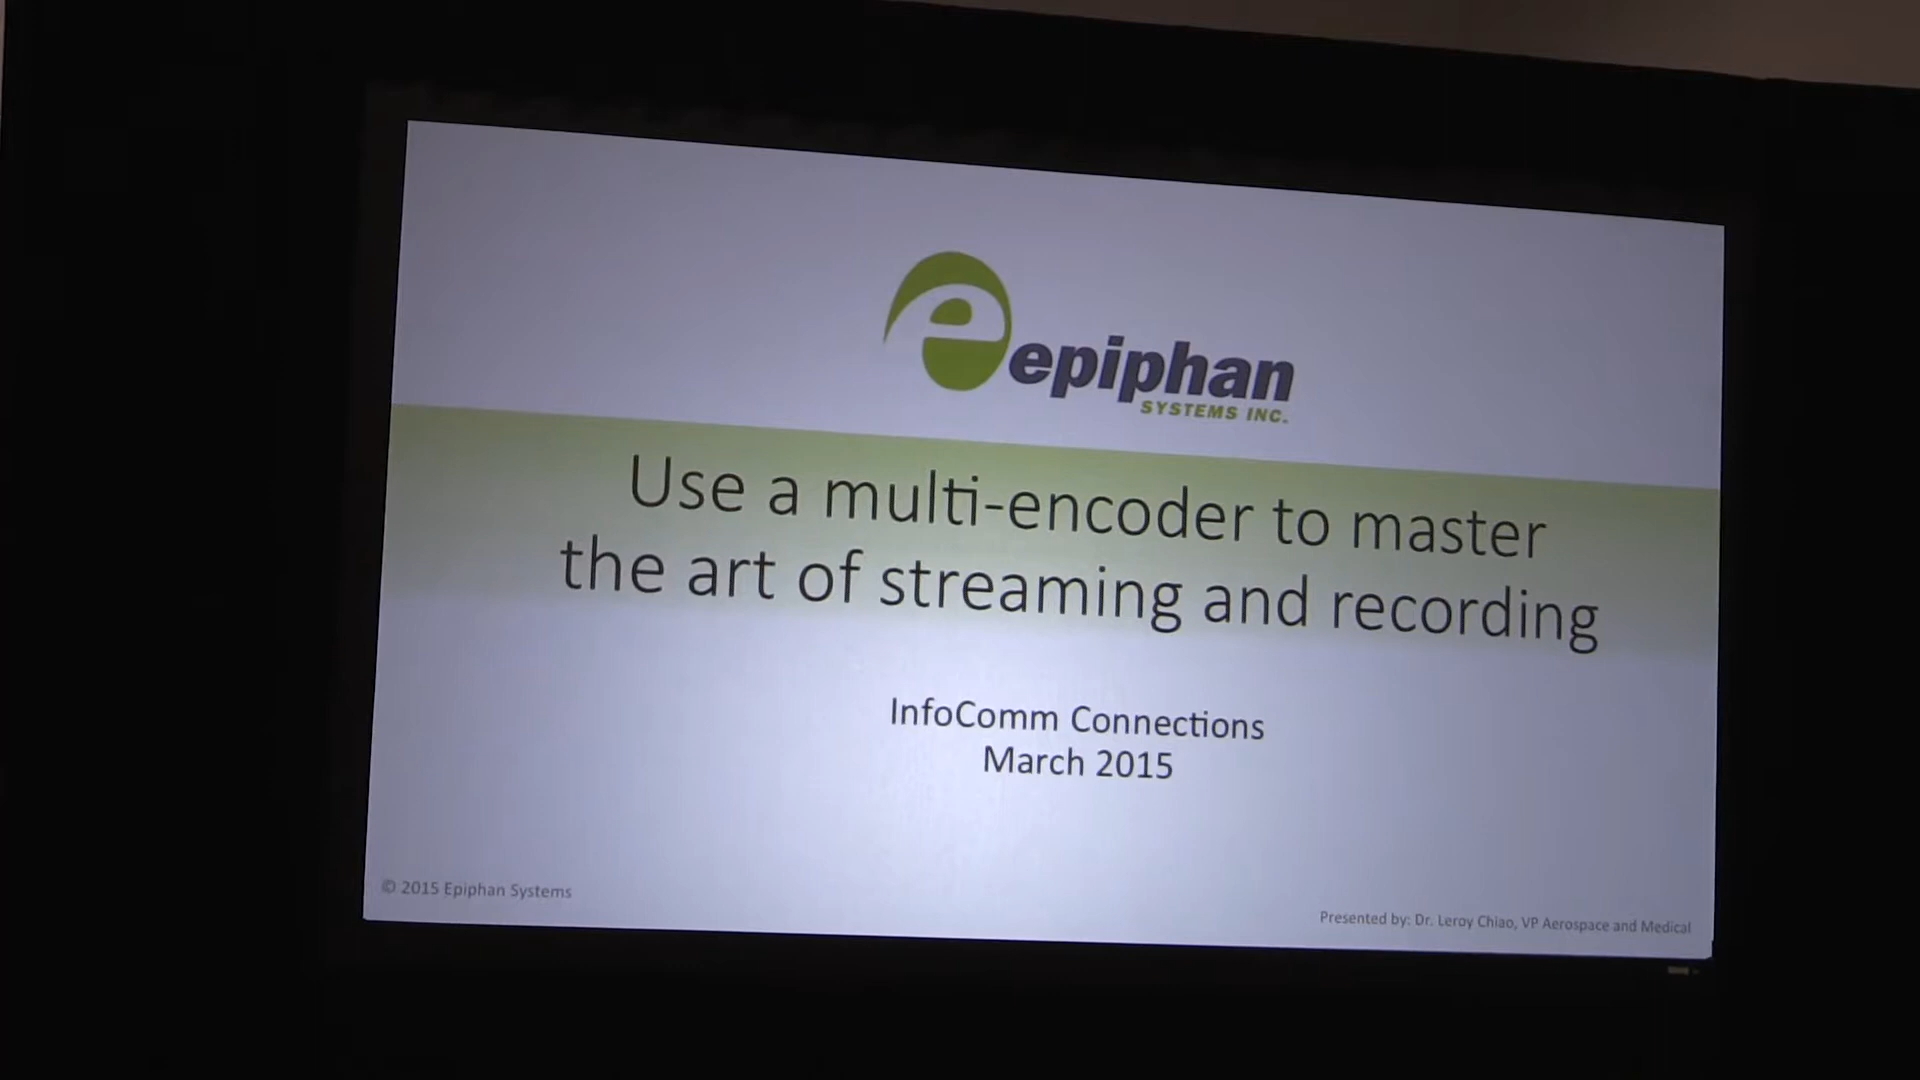 epiphan
SYSTEMS INC.
Use a multi-encoder to master
the art of streaming and recording
InfoComm Connections
March 2015
© 2015 Epiphan Systems
Presented by: Dr. Leroy Chiao, VP Aerospace and Medical